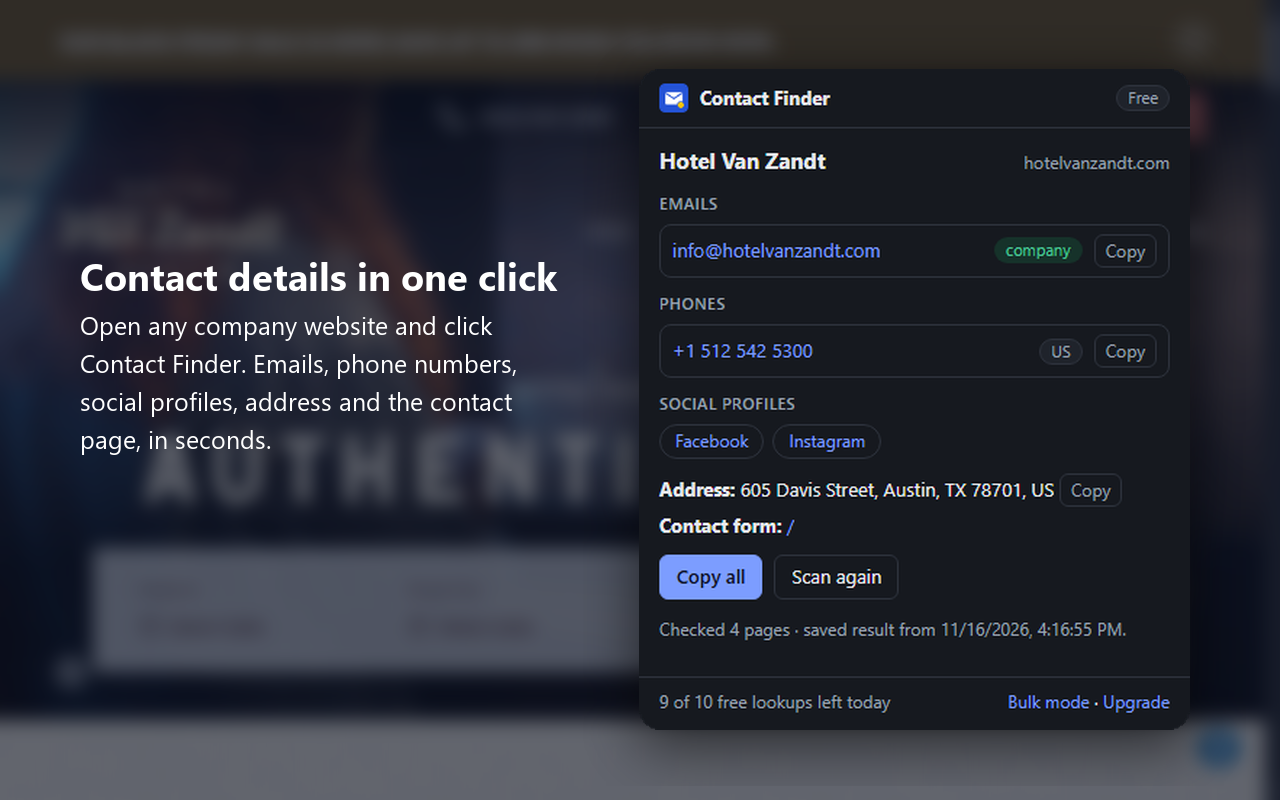 Contact details in one click
Open any company website and click
Contact Finder. Emails, phone numbers,
social profiles, address and the contact
page, in seconds.
AUTHENTI
Contact Finder
Free
Hotel Van Zandt
hotelvanzandt.com
EMAILS
info@hotelvanzandt.com
company
Copy
PHONES
+1 512 542 5300
US
Copy
SOCIAL PROFILES
Facebook
Instagram
Address: 605 Davis Street, Austin, TX 78701, US
Copy
Contact form: /
Copy all
Scan again
Checked 4 pages · saved result from 11/16/2026, 4:16:55 PM.
9 of 10 free lookups left today
Bulk mode · Upgrade